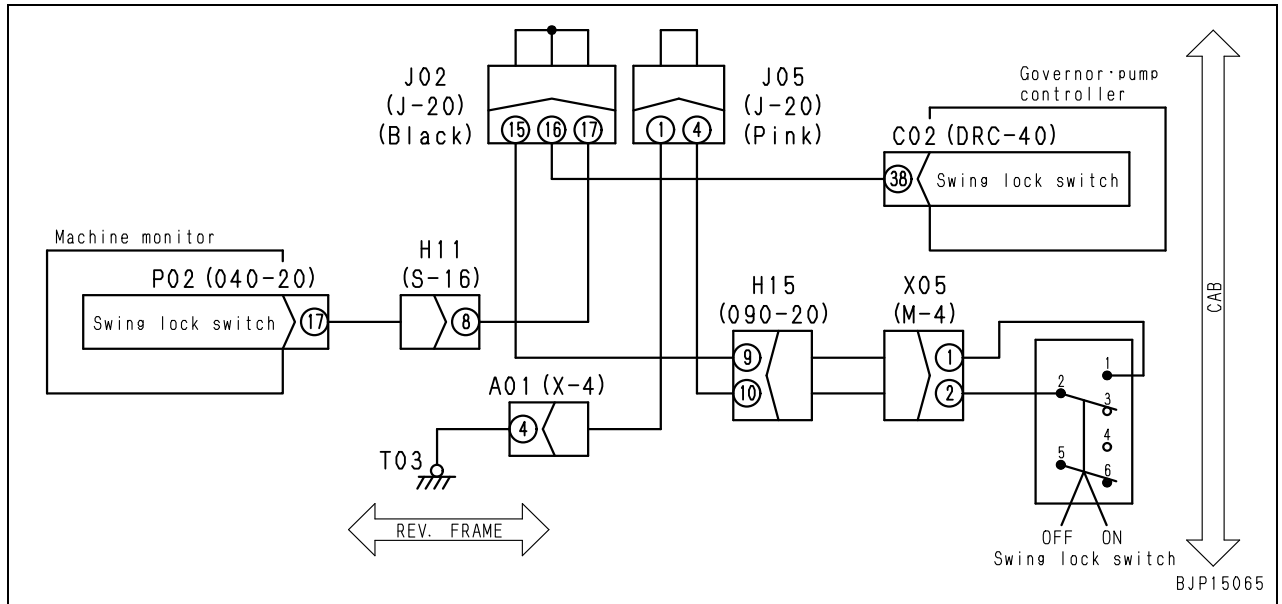 J02
(J-20)
(Black)
15 16 17
J05
(J-20)
(Pink)
1 4
Governor·pump
controller
C02 (DRC-40)
38
Swing lock switch
CAB
Machine monitor
P02 (040-20)
Swing lock switch
17
H11
(S-16)
8
H15
(090-20)
9
10
X05
(M-4)
1
2
A01 (X-4)
4
T03
REV. FRAME
1
2
3
4
5
6
OFF ON
Swing lock switch
BJP15065